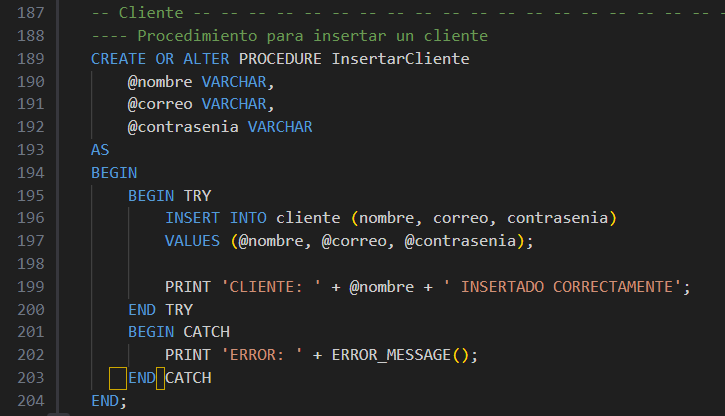 187 -- Cliente -- -- -- -- -- -- -- -- -- -- -- -- -- -- -- -- -- -- -- -
188 ---- Procedimiento para insertar un cliente
189 CREATE OR ALTER PROCEDURE InsertarCliente
190 @nombre VARCHAR,
191 @correo VARCHAR,
192 @contrasenia VARCHAR
193 AS
194 BEGIN
195 BEGIN TRY
196 INSERT INTO cliente (nombre, correo, contrasenia)
197 VALUES (@nombre, @correo, @contrasenia);
198
199 PRINT 'CLIENTE: ' + @nombre + ' INSERTADO CORRECTAMENTE';
200 END TRY
201 BEGIN CATCH
202 PRINT 'ERROR: ' + ERROR_MESSAGE();
203 END CATCH
204 END;